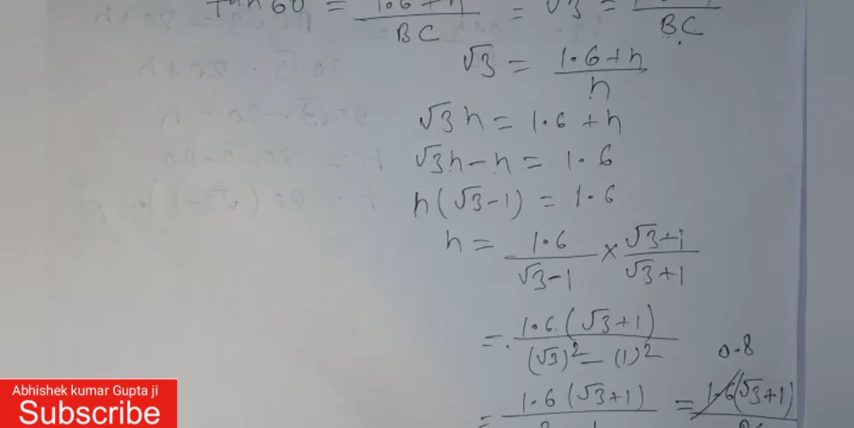 tan 60 = 1.6+h / BC = √3 =
BC
√3 = 1.6+h / h
√3 h = 1.6 + h
√3h - h = 1.6
h(√3-1) = 1.6
h = 1.6 / √3-1 × √3+1 / √3+1
= 1.6 (√3+1) / (√3)² - (1)²
0.8
= 1.6 (√3+1) = 1.6(√3+1)
Abhishek kumar Gupta ji
Subscribe